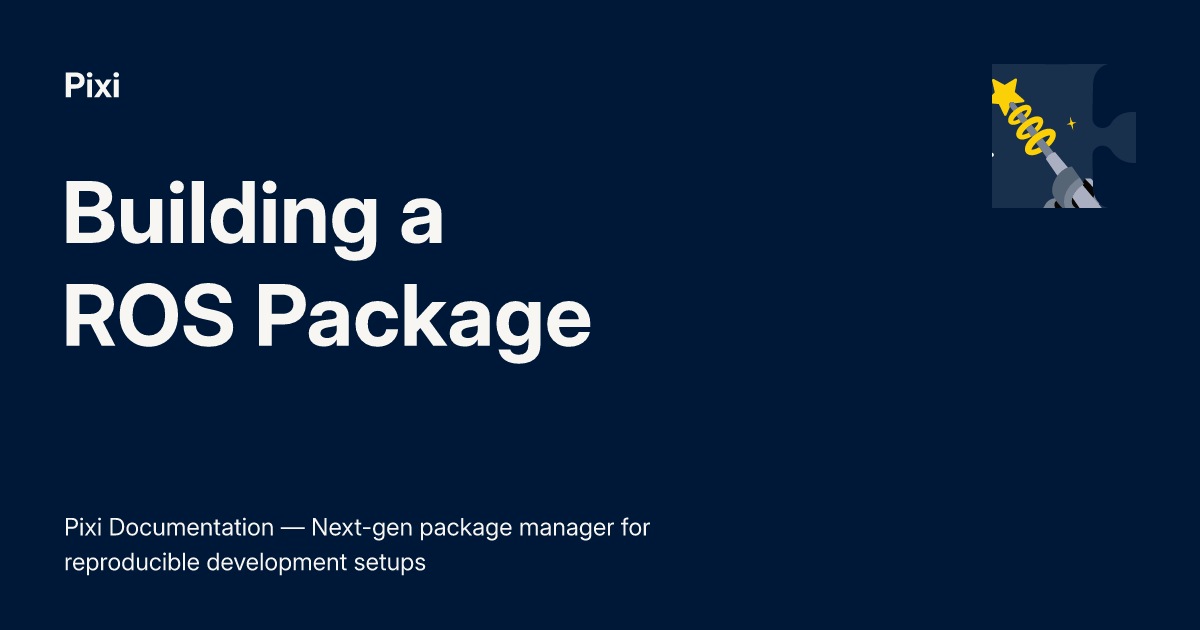 Pixi
Building a
ROS Package
Pixi Documentation — Next-gen package manager for
reproducible development setups